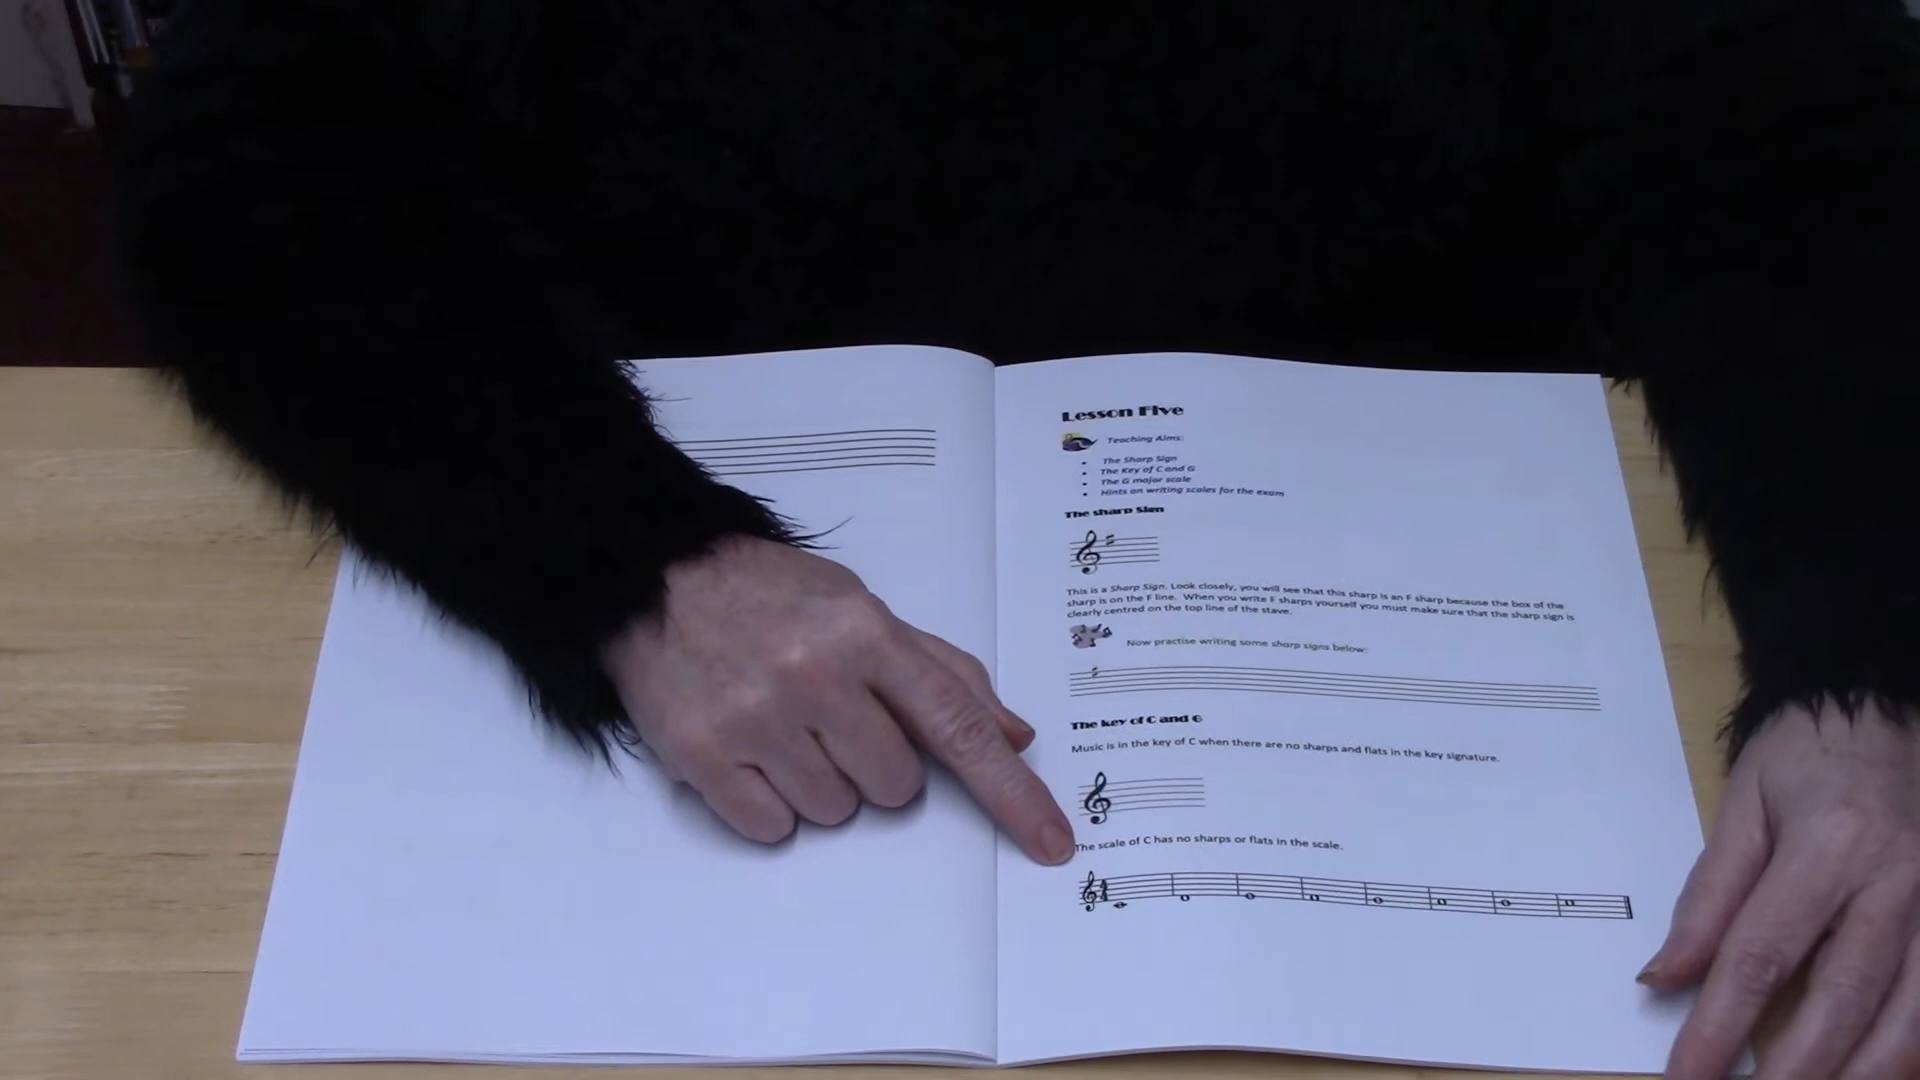 Lesson Five
Teaching Aims:
• The Sharp Sign
• The Key of C and G
• The G major scale
• Hints on writing scales for the exam
The sharp Sign
This is a Sharp Sign. Look closely, you will see that this sharp is an F sharp because the box of the
sharp is on the F line. When you write F sharps yourself you must make sure that the sharp sign is
clearly centred on the top line of the stave.
Now practise writing some sharp signs below:
The key of C and G
Music is in the key of C when there are no sharps and flats in the key signature.
The scale of C has no sharps or flats in the scale.